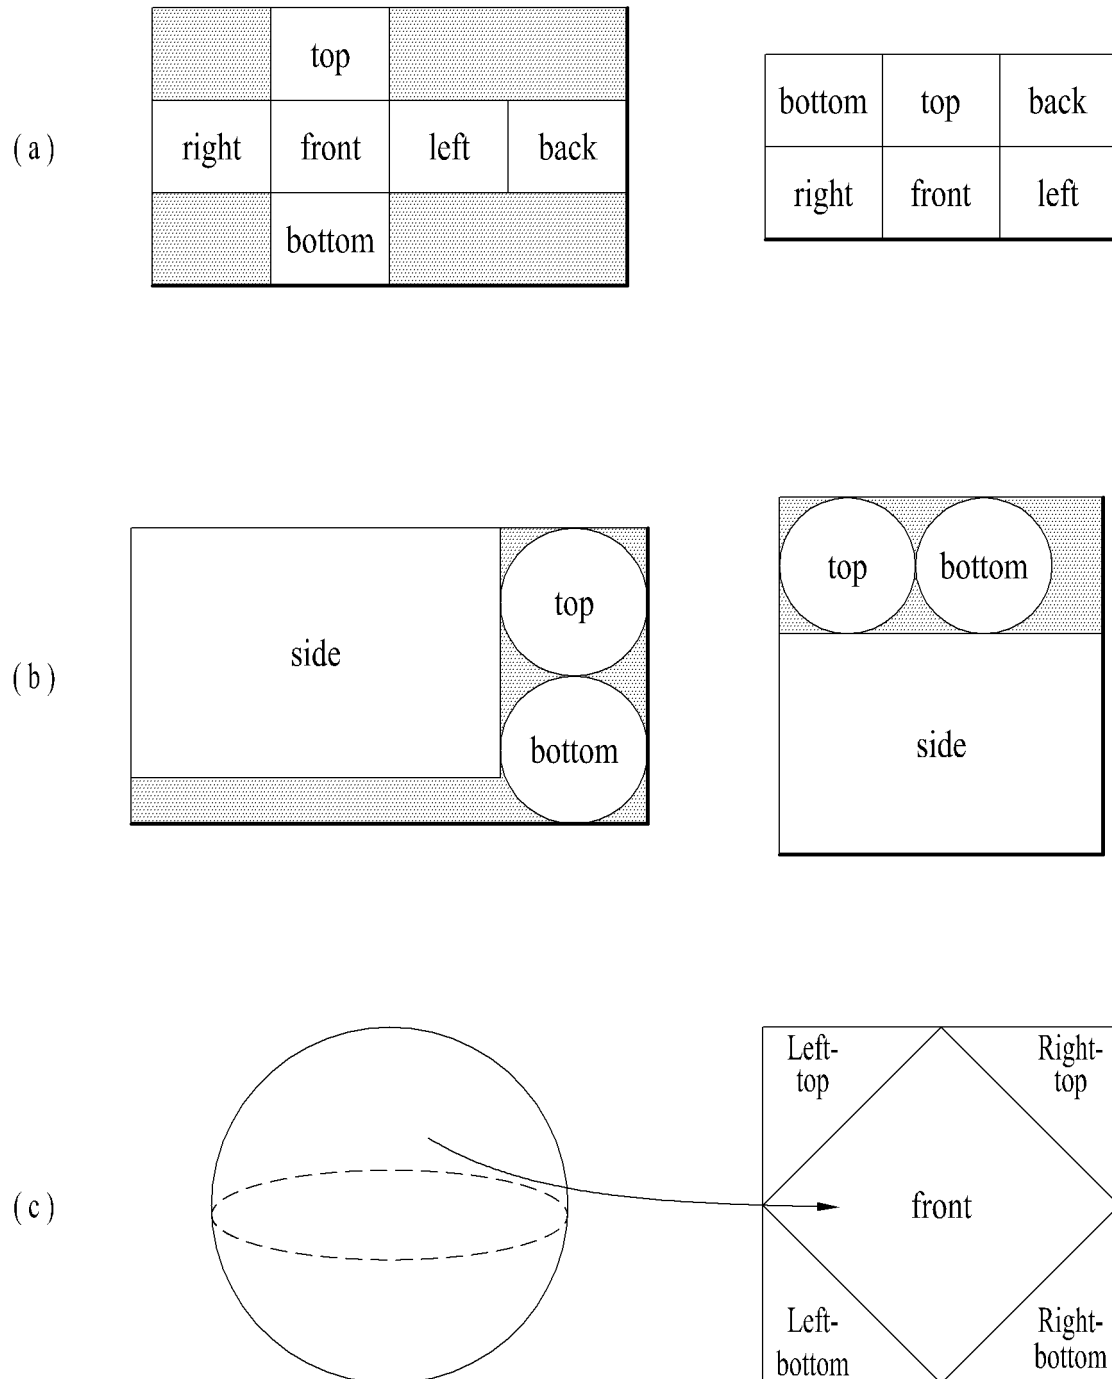 ( a )
top
right front left back
bottom
bottom top back
right front left
( b )
side
top
bottom
top bottom
side
( c )
Left-
top
Right-
top
front
Left-
bottom
Right-
bottom